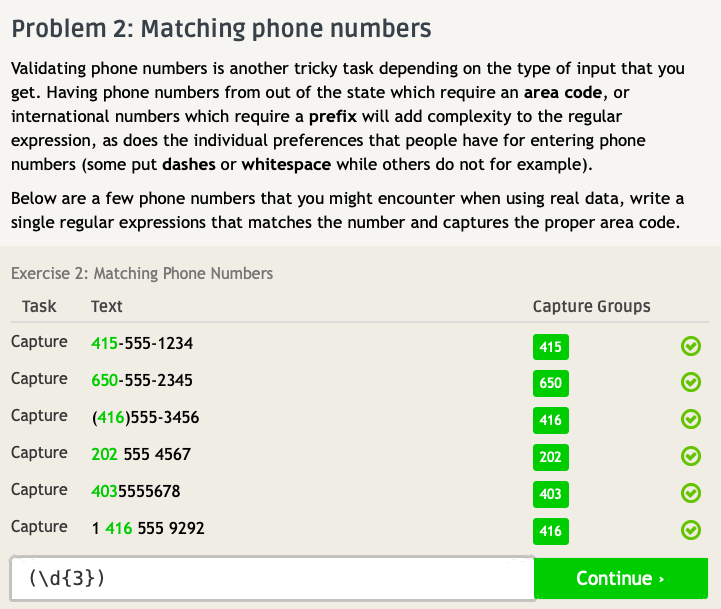 Problem 2: Matching phone numbers
Validating phone numbers is another tricky task depending on the type of input that you
get. Having phone numbers from out of the state which require an area code, or
international numbers which require a prefix will add complexity to the regular
expression, as does the individual preferences that people have for entering phone
numbers (some put dashes or whitespace while others do not for example).
Below are a few phone numbers that you might encounter when using real data, write a
single regular expressions that matches the number and captures the proper area code.
Exercise 2: Matching Phone Numbers
Task Text Capture Groups
Capture 415-555-1234 415
Capture 650-555-2345 650
Capture (416)555-3456 416
Capture 202 555 4567 202
Capture 4035555678 403
Capture 1 416 555 9292 416
(\d{3}) Continue ›